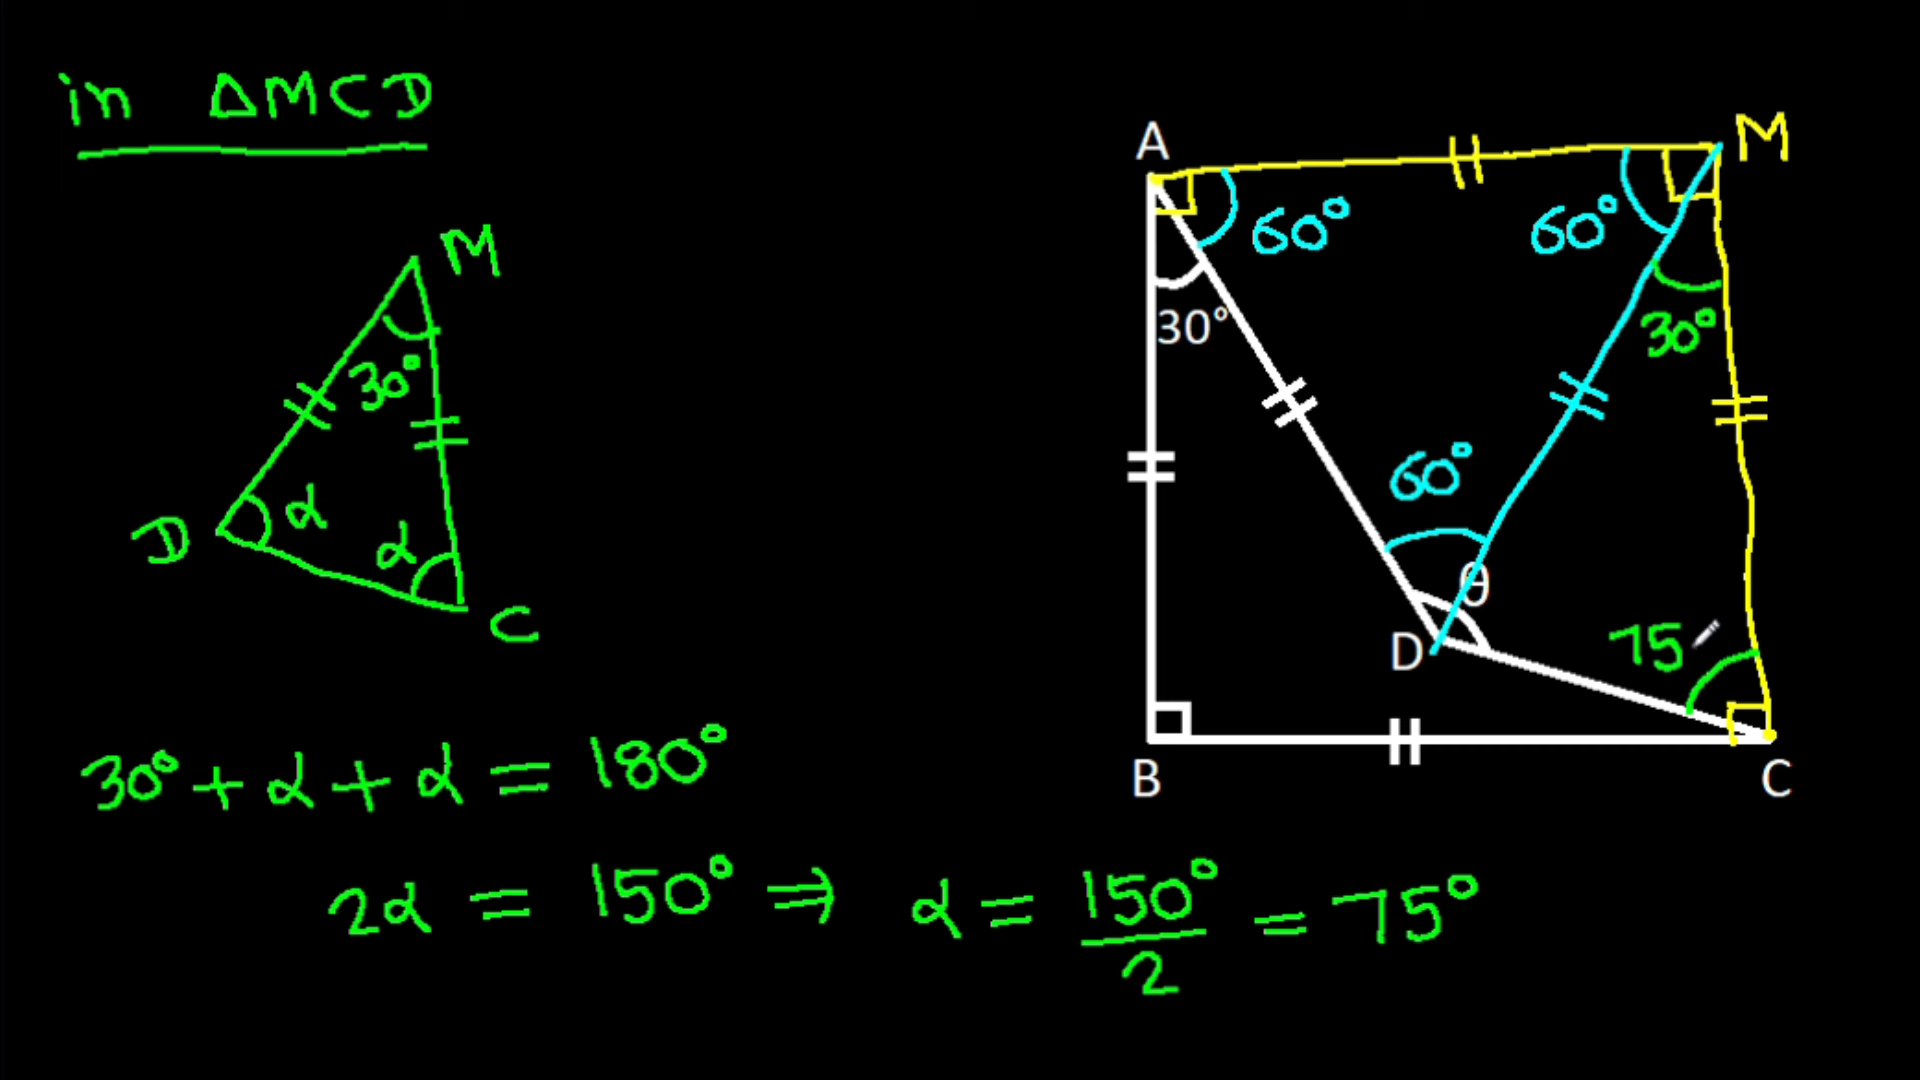 in ΔMCD
M
30°
α
α
D
C
30° + α + α = 180°
2α = 150° ⇒ α = 150°/2 = 75°
A
M
60°
60°
30°
30°
60°
θ
D
75
B
C